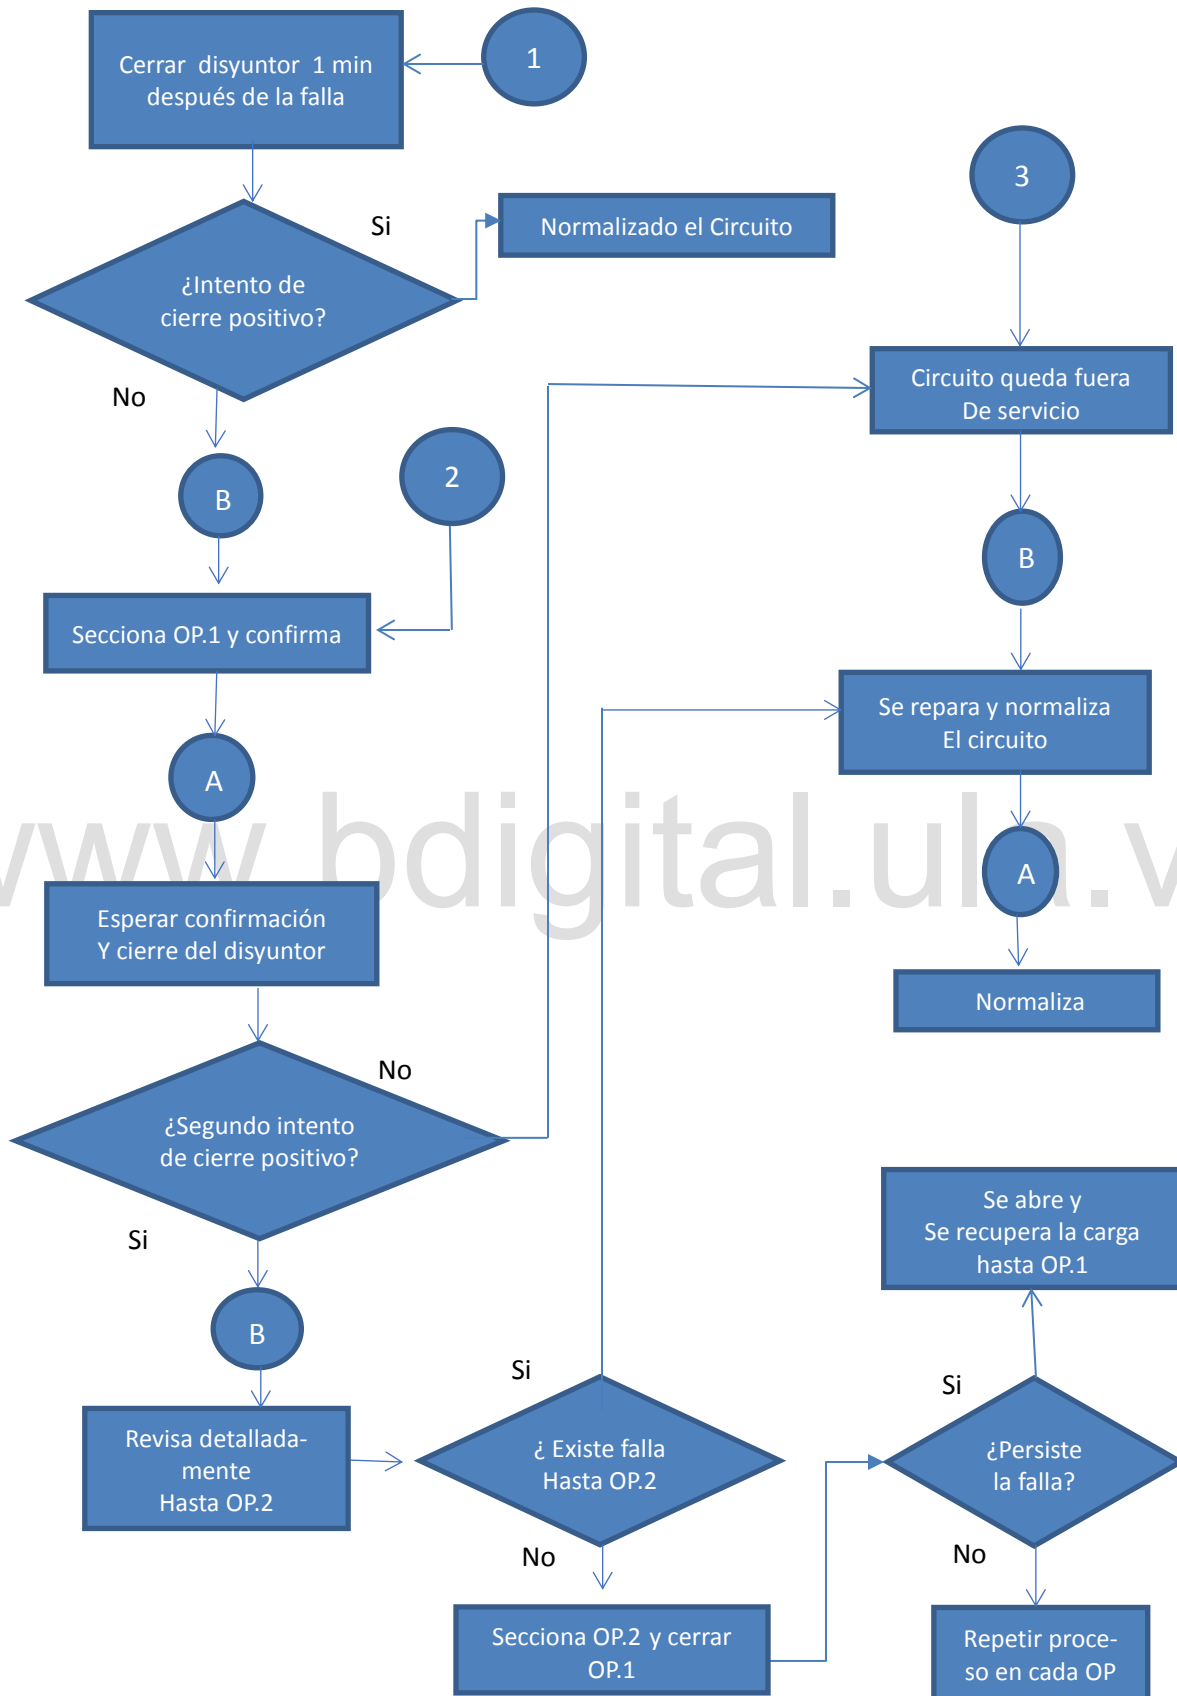 Cerrar disyuntor 1 min
después de la falla
1
3
Si
Normalizado el Circuito
¿Intento de
cierre positivo?
No
Circuito queda fuera
De servicio
B
2
B
Secciona OP.1 y confirma
Se repara y normaliza
El circuito
A
A
www.bdigital.ula.v
Esperar confirmación
Y cierre del disyuntor
Normaliza
No
¿Segundo intento
de cierre positivo?
Si
Se abre y
Se recupera la carga
hasta OP.1
B
Si
Si
Revisa detallada-
mente
Hasta OP.2
¿ Existe falla
Hasta OP.2
¿Persiste
la falla?
No
No
Secciona OP.2 y cerrar
OP.1
Repetir proce-
so en cada OP